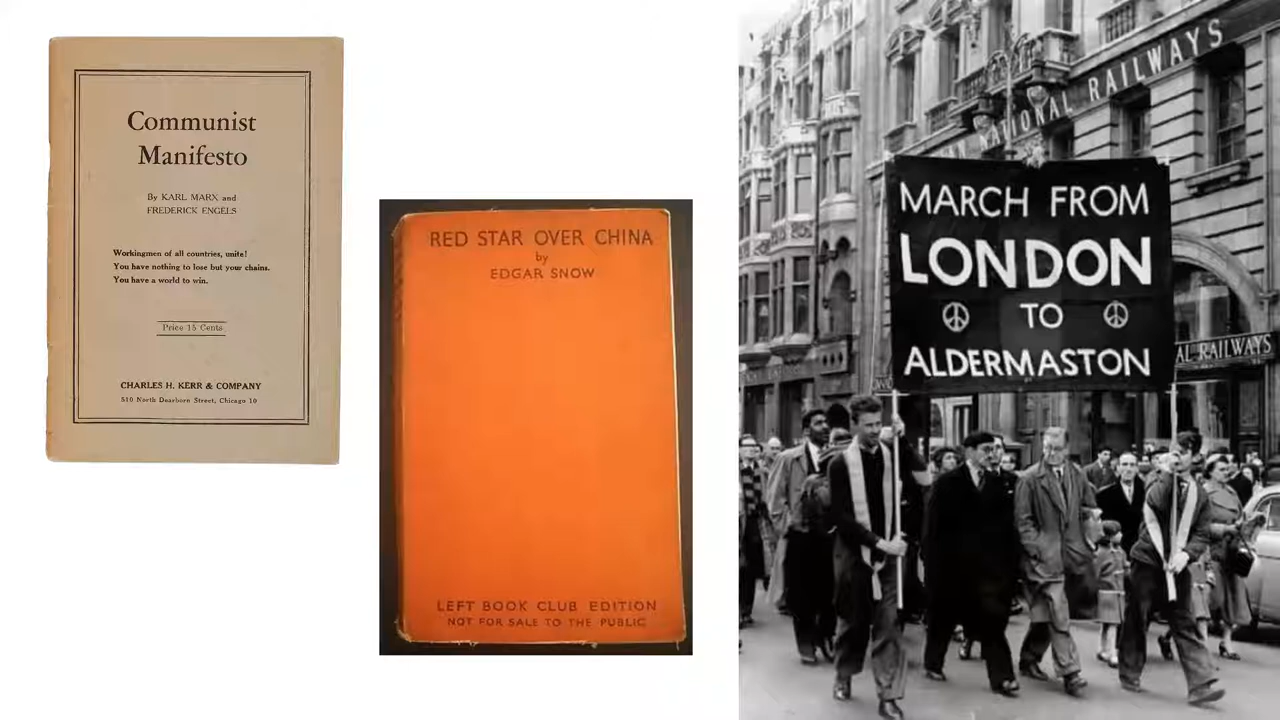 Communist
Manifesto
By KARL MARX and
FREDERICK ENGELS
Workingmen of all countries, unite!
You have nothing to lose but your chains.
You have a world to win.
Price 15 Cents
CHARLES H. KERR & COMPANY
510 North Dearborn Street, Chicago 10
RED STAR OVER CHINA
by
EDGAR SNOW
LEFT BOOK CLUB EDITION
NOT FOR SALE TO THE PUBLIC
NATIONAL RAILWAYS
MARCH FROM
LONDON
TO
ALDERMASTON
AL RAILWAYS